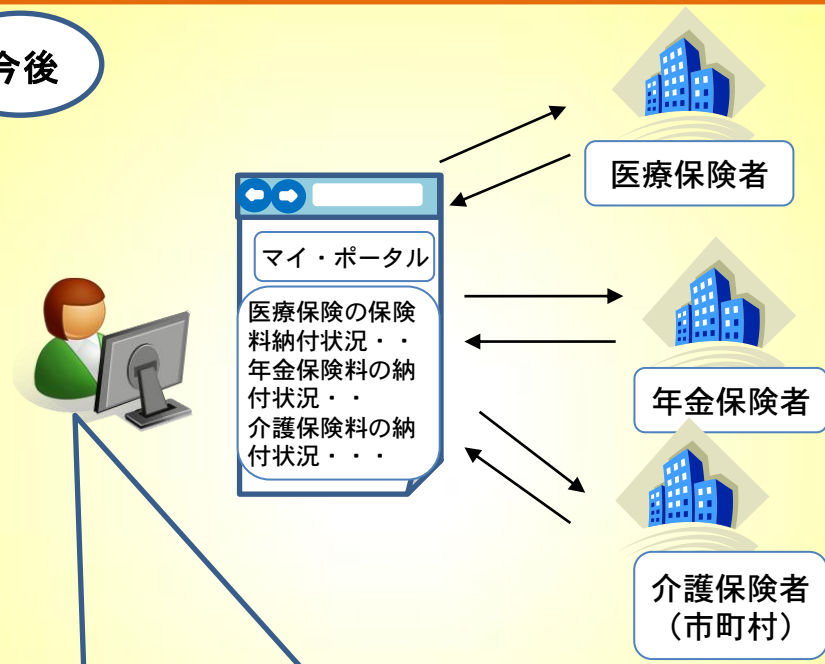 今後
医療保険者
マイ・ポータル
医療保険の保険
料納付状況・・
年金保険料の納
付状況・・
介護保険料の納
付状況・・・
年金保険者
介護保険者
（市町村）